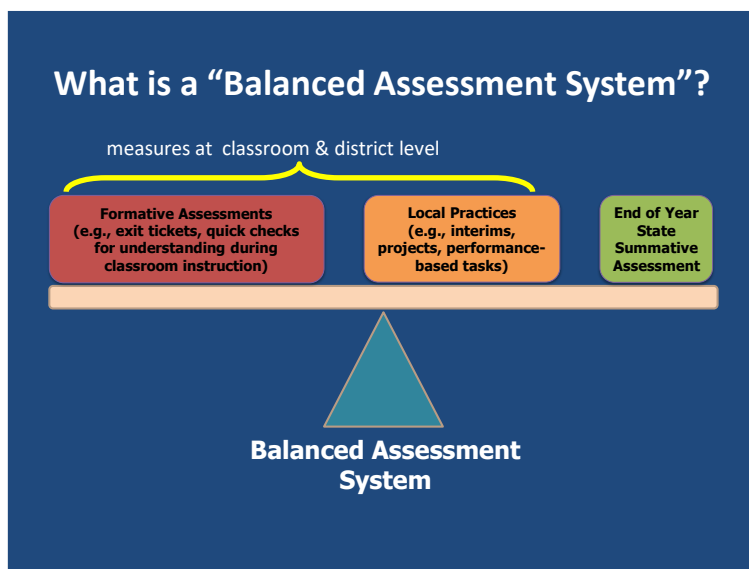 What is a “Balanced Assessment System”?
measures at classroom & district level
Formative Assessments
(e.g., exit tickets, quick checks
for understanding during
classroom instruction)
Local Practices
(e.g., interims,
projects, performance-
based tasks)
End of Year
State
Summative
Assessment
Balanced Assessment
System